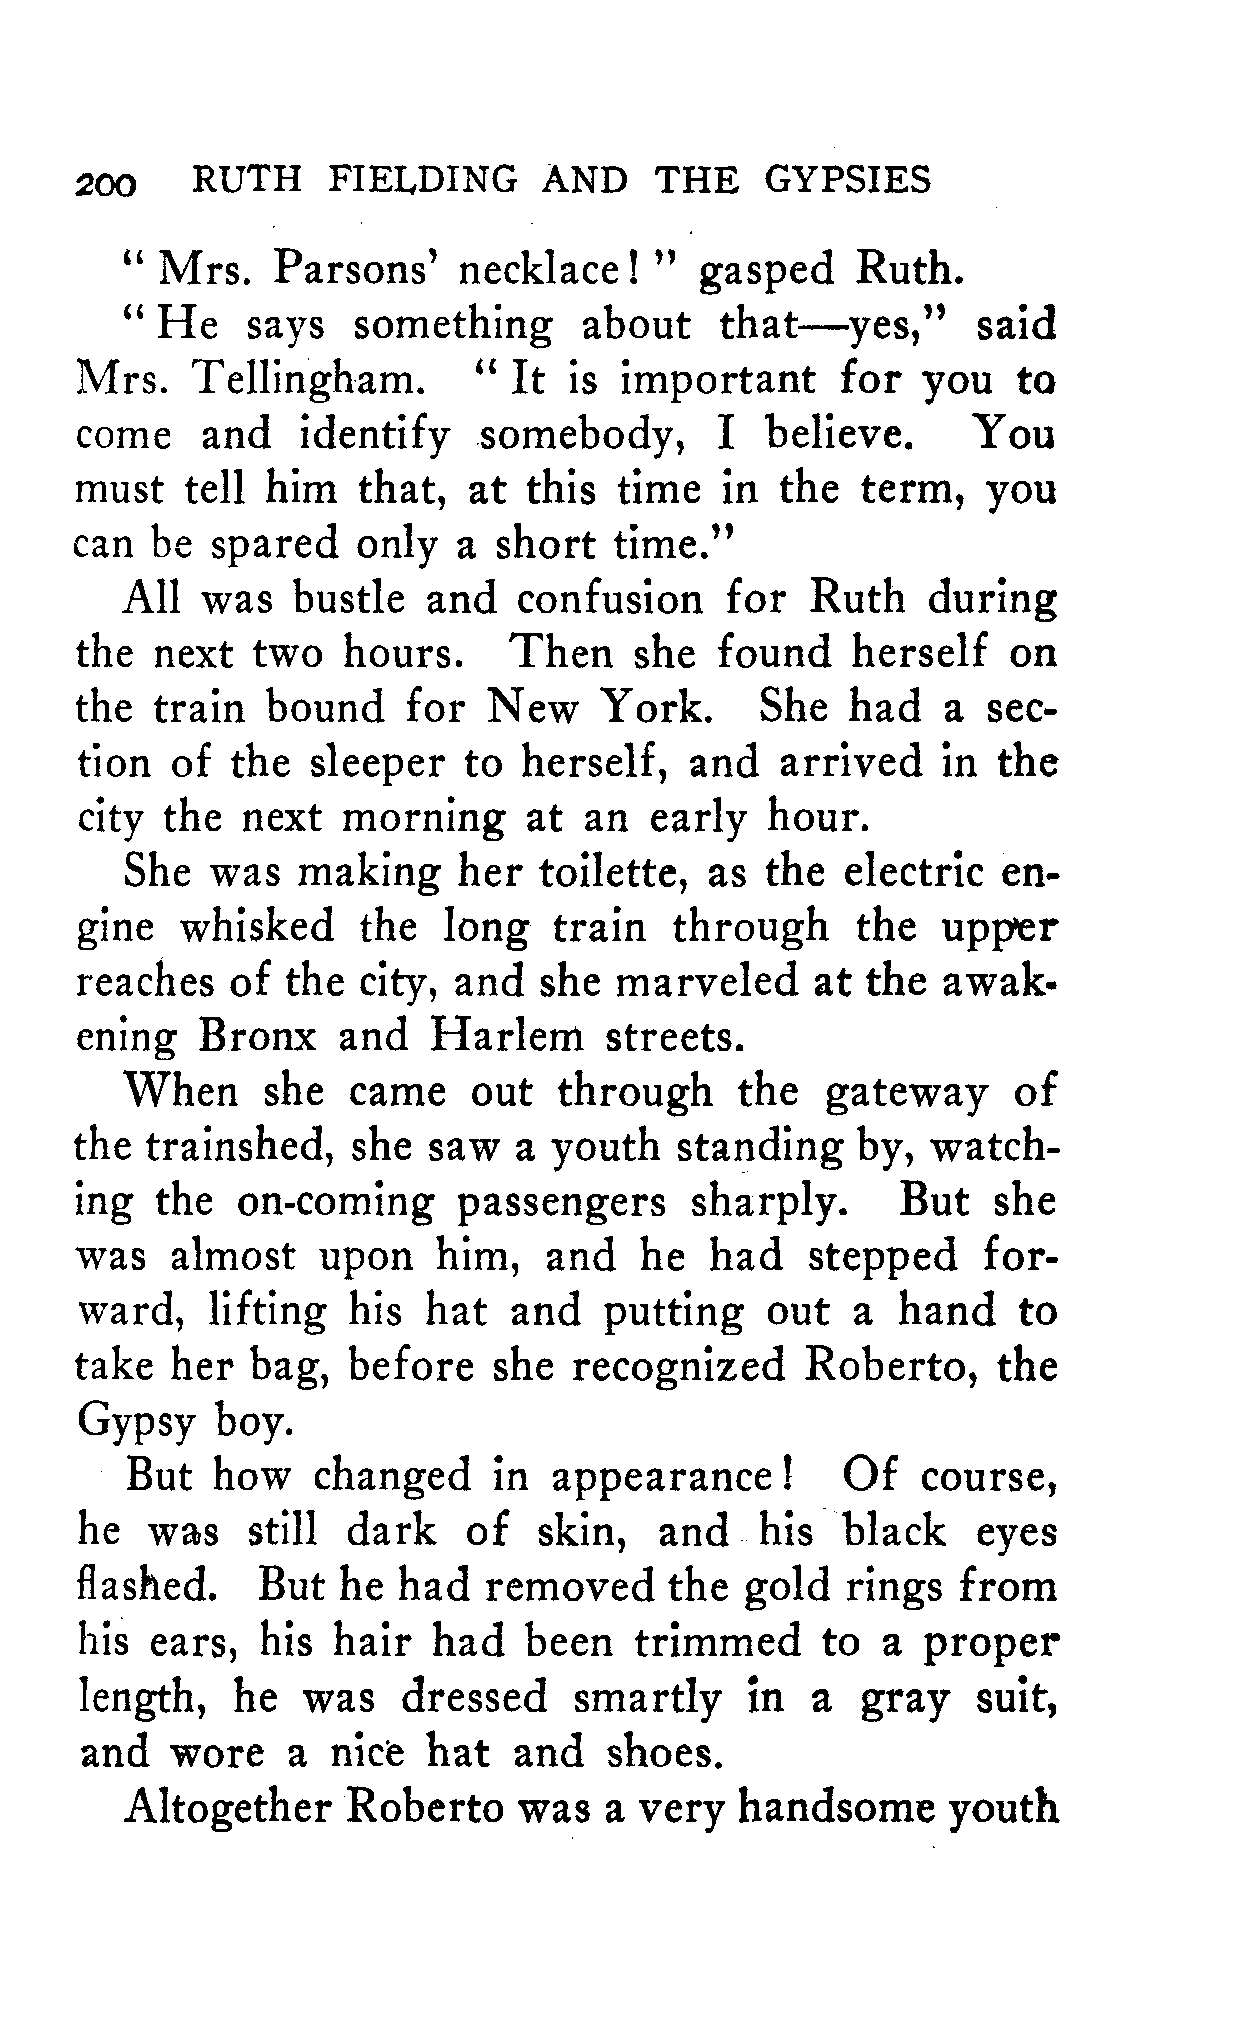 200 RUTH FIELDING AND THE GYPSIES
" Mrs. Parsons' necklace! " gasped Ruth.
" He says something about that—yes," said
Mrs. Tellingham. " It is important for you to
come and identify somebody, I believe. You
must tell him that, at this time in the term, you
can be spared only a short time."
All was bustle and confusion for Ruth during
the next two hours. Then she found herself on
the train bound for New York. She had a sec-
tion of the sleeper to herself, and arrived in the
city the next morning at an early hour.
She was making her toilette, as the electric en-
gine whisked the long train through the upper
reaches of the city, and she marveled at the awak-
ening Bronx and Harlem streets.
When she came out through the gateway of
the trainshed, she saw a youth standing by, watch-
ing the on-coming passengers sharply. But she
was almost upon him, and he had stepped for-
ward, lifting his hat and putting out a hand to
take her bag, before she recognized Roberto, the
Gypsy boy.
But how changed in appearance! Of course,
he was still dark of skin, and his black eyes
flashed. But he had removed the gold rings from
his ears, his hair had been trimmed to a proper
length, he was dressed smartly in a gray suit,
and wore a nice hat and shoes.
Altogether Roberto was a very handsome youth